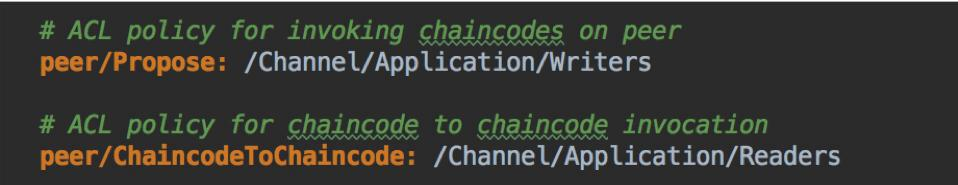 # ACL policy for invoking chaincodes on peer
peer/Propose: /Channel/Application/Writers
# ACL policy for chaincode to chaincode invocation
peer/ChaincodeToChaincode: /Channel/Application/Readers